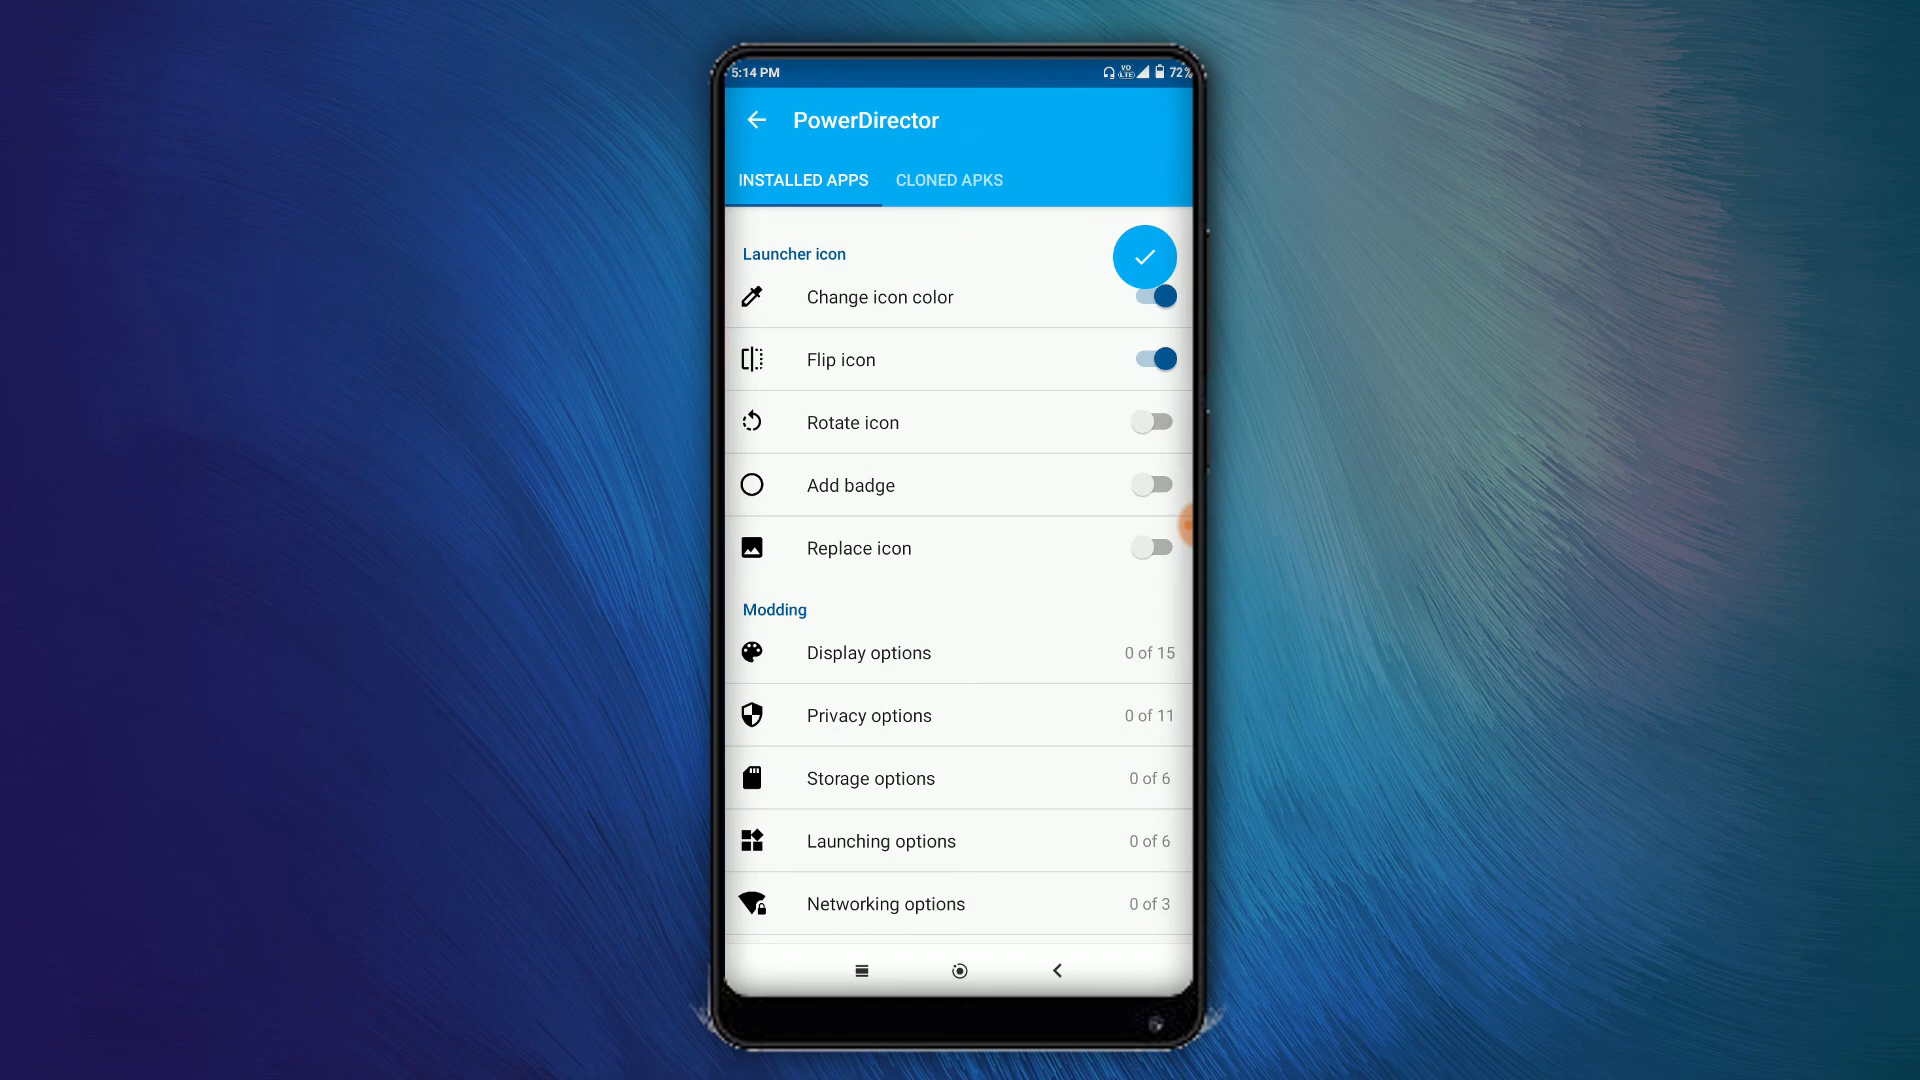 5:14 PM
VO LTE 72%
PowerDirector
INSTALLED APPS CLONED APKS
Launcher icon
Change icon color
Flip icon
Rotate icon
Add badge
Replace icon
Modding
Display options 0 of 15
Privacy options 0 of 11
Storage options 0 of 6
Launching options 0 of 6
Networking options 0 of 3